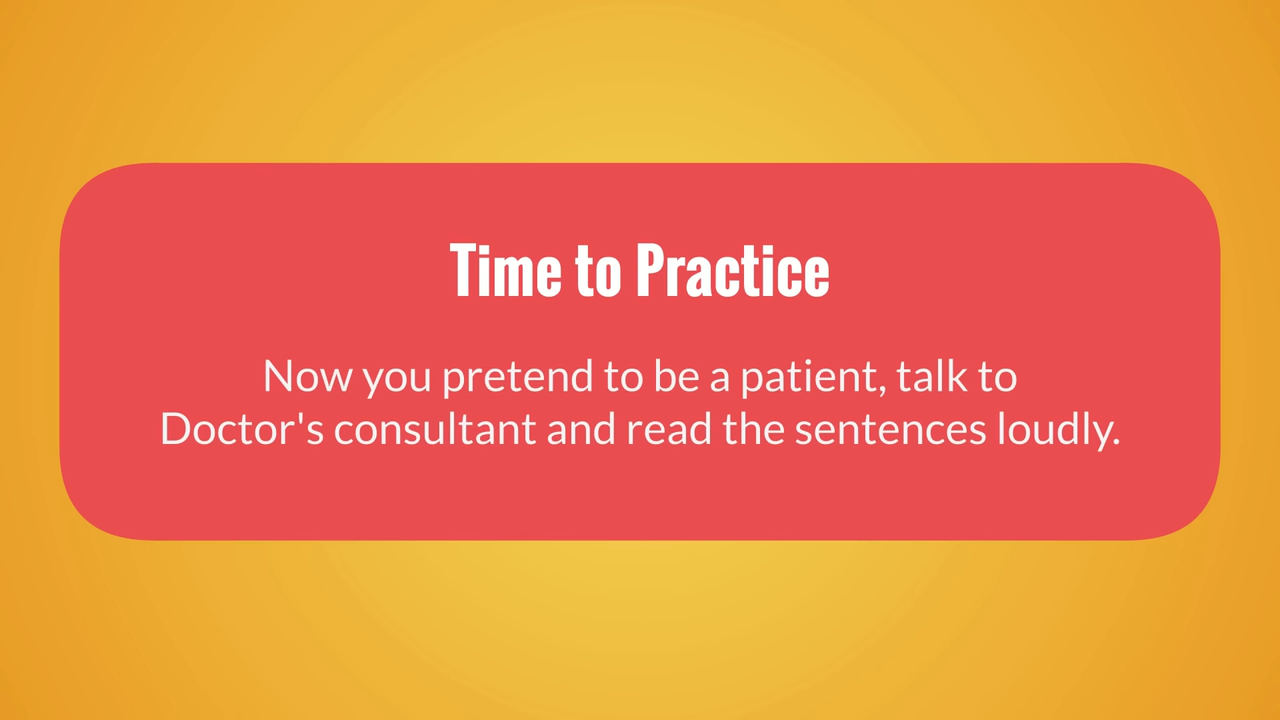 Time to Practice
Now you pretend to be a patient, talk to
Doctor's consultant and read the sentences loudly.